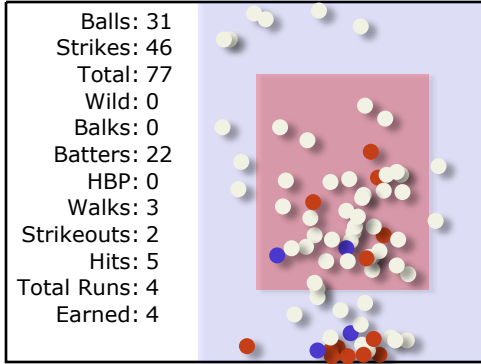 Balls: 31
Strikes: 46
Total: 77
Wild: 0
Balks: 0
Batters: 22
HBP: 0
Walks: 3
Strikeouts: 2
Hits: 5
Total Runs: 4
Earned: 4